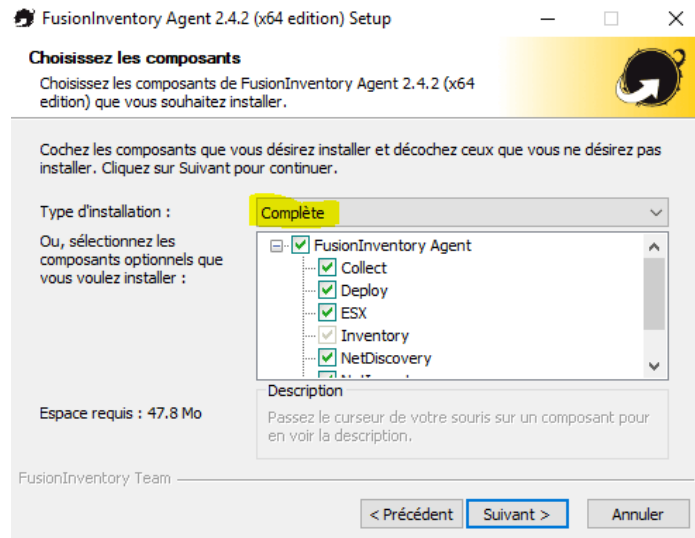 FusionInventory Agent 2.4.2 (x64 edition) Setup
Choisissez les composants
Choisissez les composants de FusionInventory Agent 2.4.2 (x64
edition) que vous souhaitez installer.
Cochez les composants que vous désirez installer et décochez ceux que vous ne désirez pas
installer. Cliquez sur Suivant pour continuer.
Type d'installation :
Complète
Ou, sélectionnez les
composants optionnels que
vous voulez installer :
FusionInventory Agent
Collect
Deploy
ESX
Inventory
NetDiscovery
Espace requis : 47.8 Mo
Description
Passez le curseur de votre souris sur un composant pour
en voir la description.
FusionInventory Team
< Précédent
Suivant >
Annuler